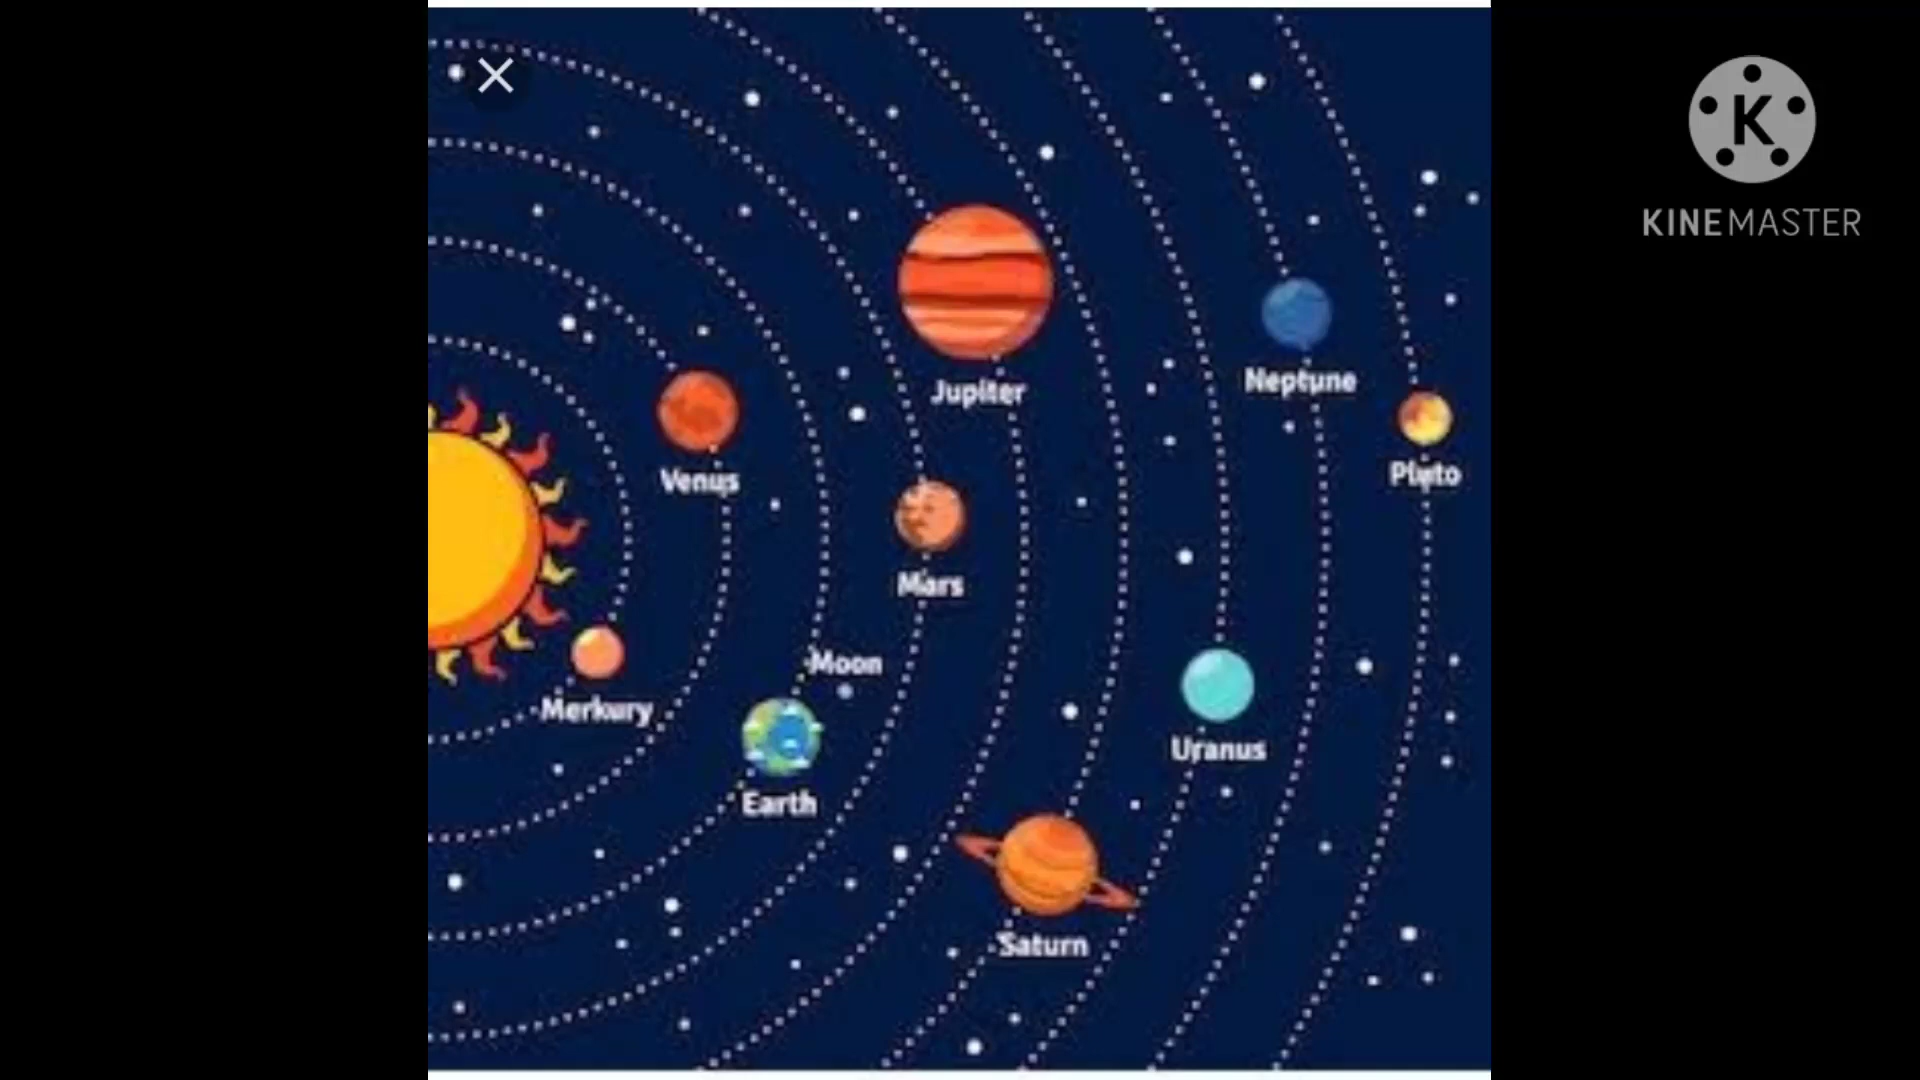 KINEMASTER
Jupiter
Neptune
Venus
Pluto
Mars
Moon
Merkury
Uranus
Earth
Saturn